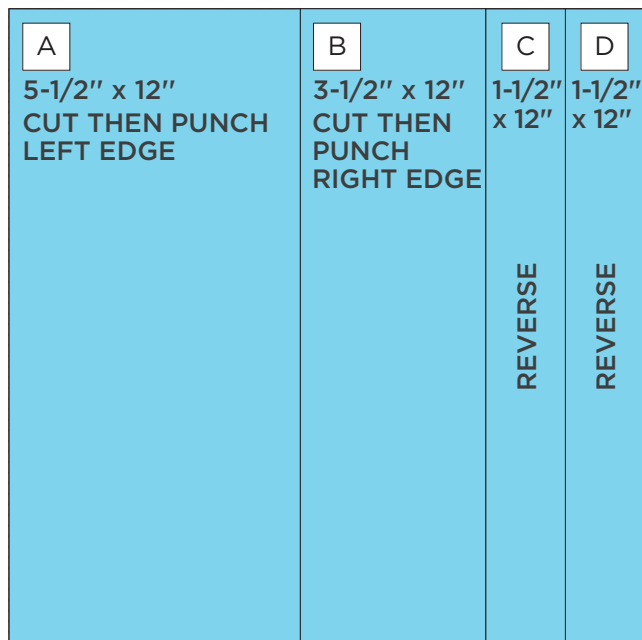 A
5-1/2" x 12"
CUT THEN PUNCH
LEFT EDGE
B
3-1/2" x 12"
CUT THEN
PUNCH
RIGHT EDGE
C
1-1/2"
x 12"
REVERSE
D
1-1/2"
x 12"
REVERSE